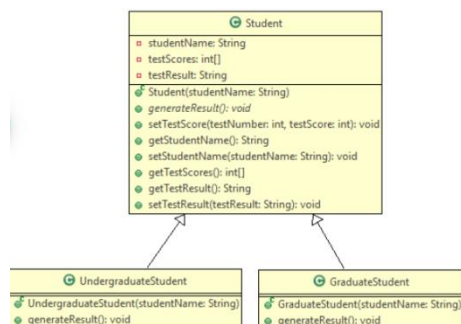 Student
studentName: String
testScores: int[]
testResult: String
Student(studentName: String)
generateResult(): void
setTestScore(testNumber: int, testScore: int): void
getStudentName(): String
setStudentName(studentName: String): void
getTestScores(): int[]
getTestResult(): String
setTestResult(testResult: String): void
UndergraduateStudent
UndergraduateStudent(studentName: String)
generateResult(): void
GraduateStudent
GraduateStudent(studentName: String)
generateResult(): void